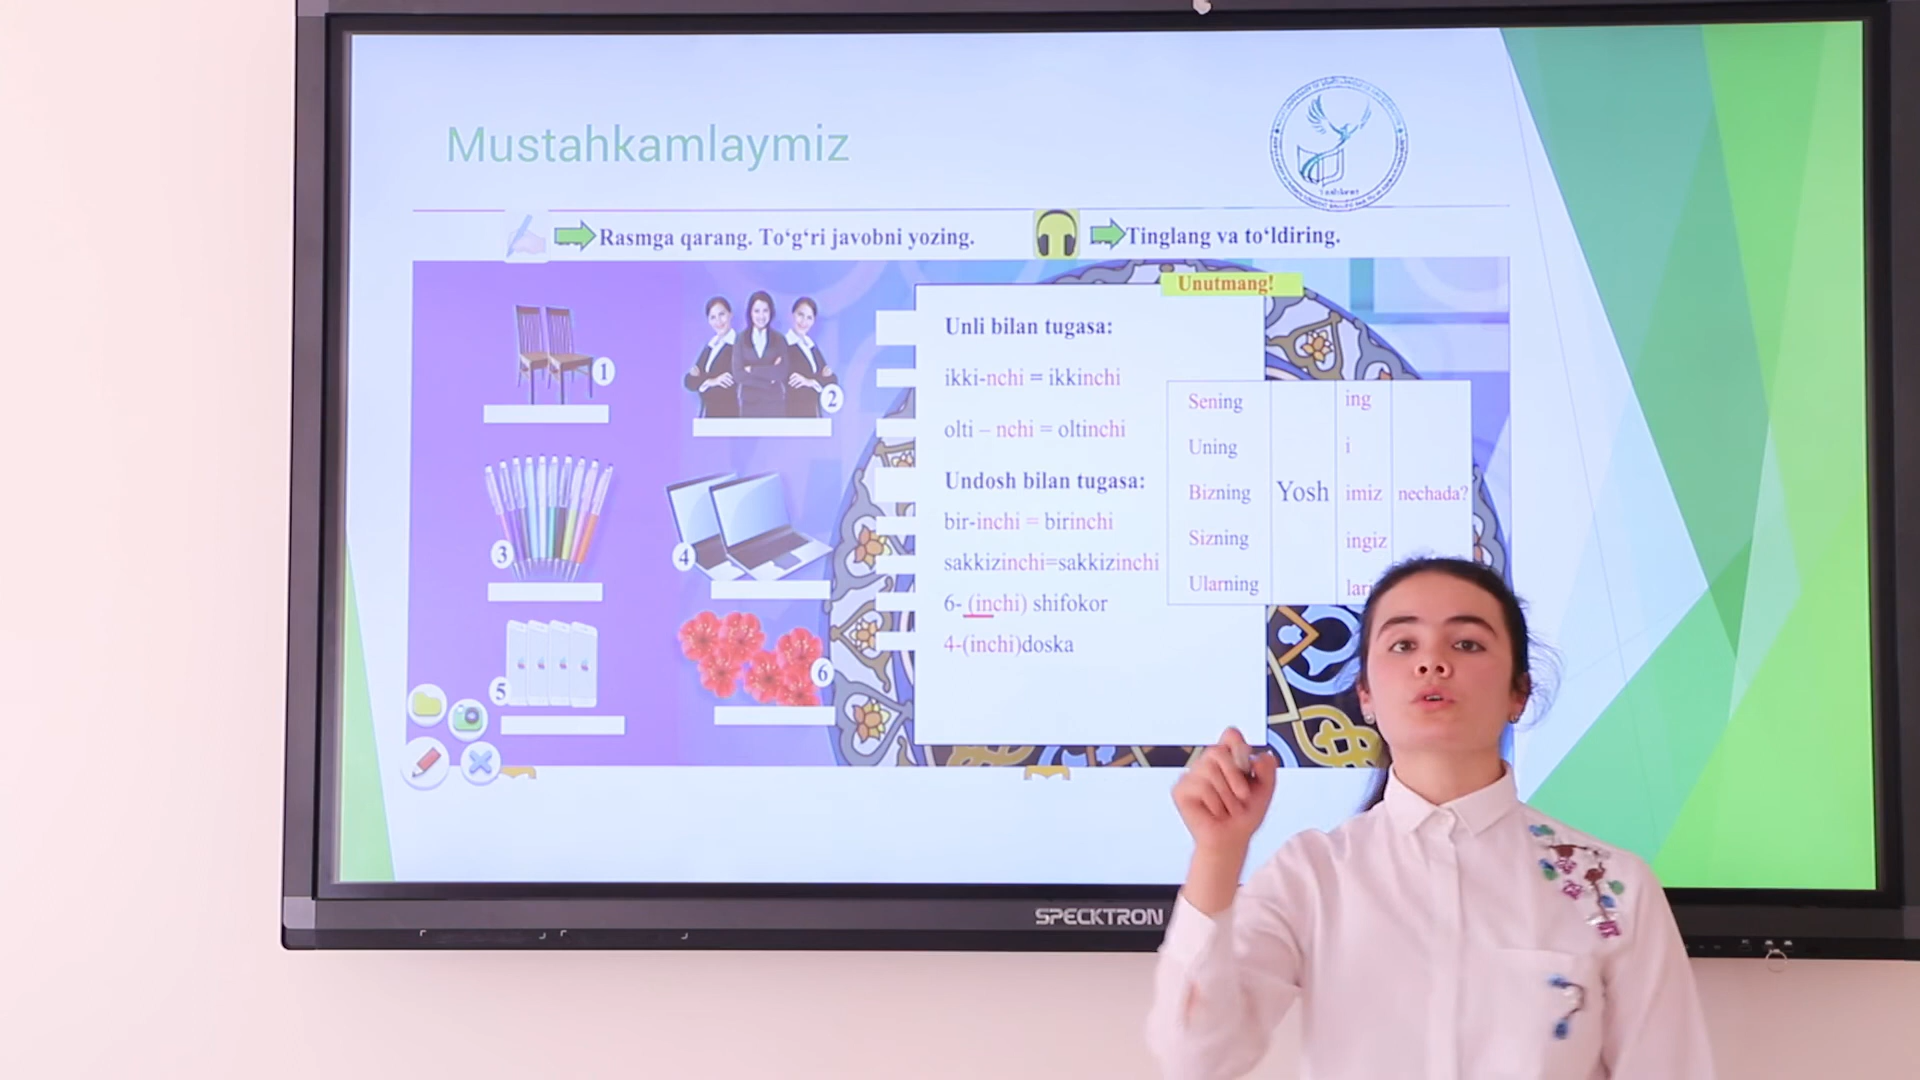 Mustahkamlaymiz
Rasmga qarang. To‘g‘ri javobni yozing.
Tinglang va to‘ldiring.
1
2
3
4
5
6
Unutmang!
Unli bilan tugasa:
ikki-nchi = ikkinchi
olti – nchi = oltinchi
Undosh bilan tugasa:
bir-inchi = birinchi
sakkizinchi=sakkizinchi
6- (inchi) shifokor
4-(inchi)doska
Sening
Uning
Bizning
Sizning
Ularning
Yosh
ing
i
imiz
ingiz
lari
nechada?
SPECKTRON